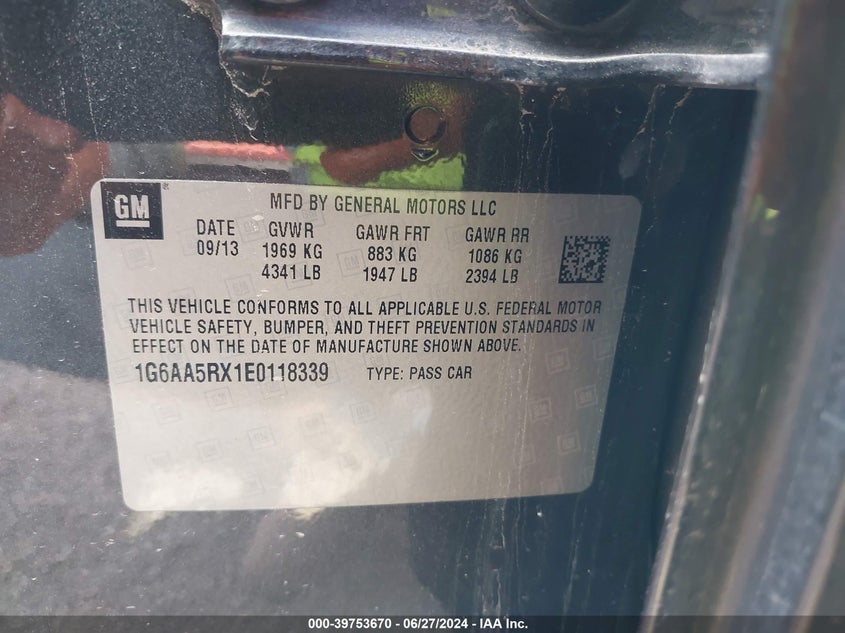 GM
MFD BY GENERAL MOTORS LLC
DATE GVWR GAWR FRT GAWR RR
09/13 1969 KG 883 KG 1086 KG
4341 LB 1947 LB 2394 LB
THIS VEHICLE CONFORMS TO ALL APPLICABLE U.S. FEDERAL MOTOR
VEHICLE SAFETY, BUMPER, AND THEFT PREVENTION STANDARDS IN
EFFECT ON THE DATE OF MANUFACTURE SHOWN ABOVE.
1G6AA5RX1E0118339 TYPE: PASS CAR
000-39753670 - 06/27/2024 - Copyright IAA, Inc.